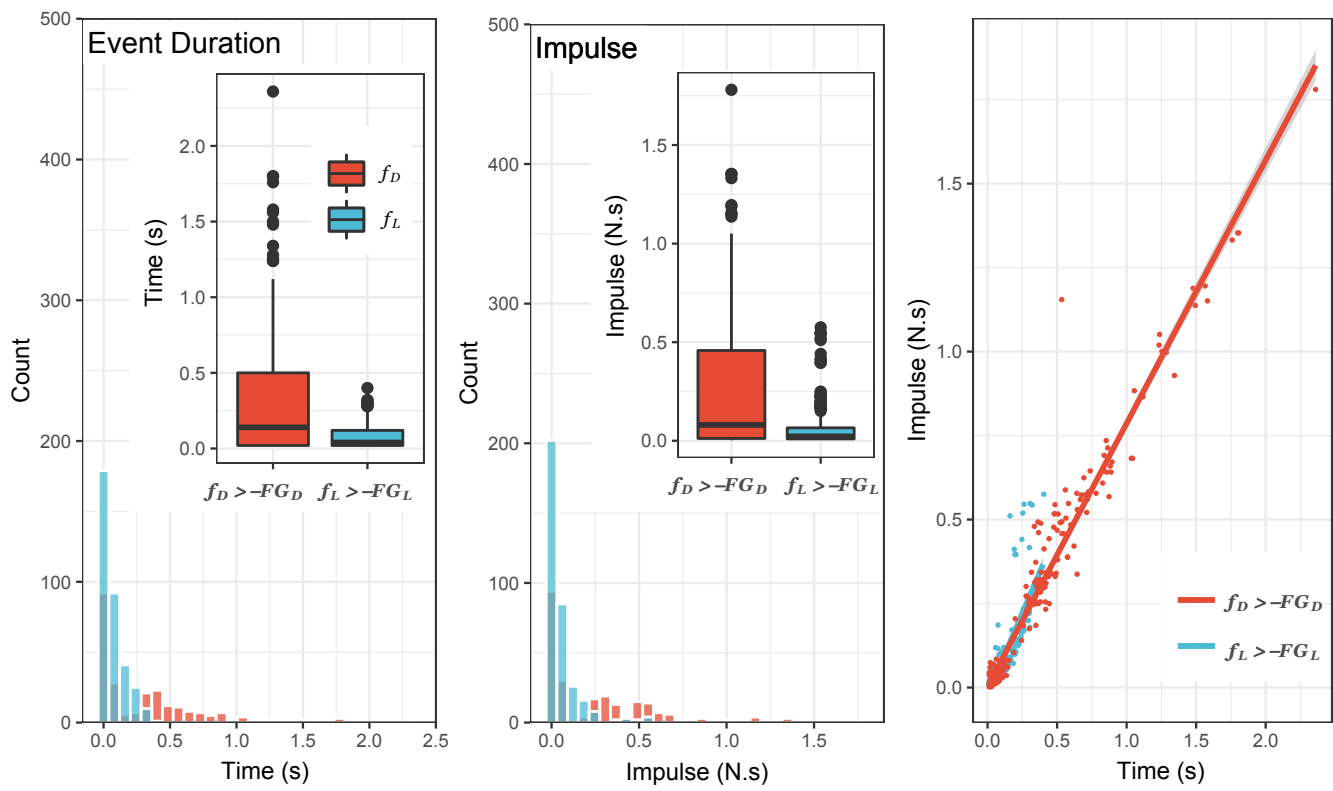 Event Duration
500
400
300
200
100
0
Count
0.0 0.5 1.0 1.5 2.0 2.5
Time (s)
2.0
1.5
1.0
0.5
0.0
Time (s)
f_D
f_L
f_D >−FG_D f_L >−FG_L
Impulse
500
400
300
200
100
0
Count
0.0 0.5 1.0 1.5
Impulse (N.s)
1.5
1.0
0.5
0.0
Impulse (N.s)
f_D >−FG_D f_L >−FG_L
1.5
1.0
0.5
0.0
Impulse (N.s)
f_D >−FG_D
f_L >−FG_L
0.0 0.5 1.0 1.5 2.0
Time (s)